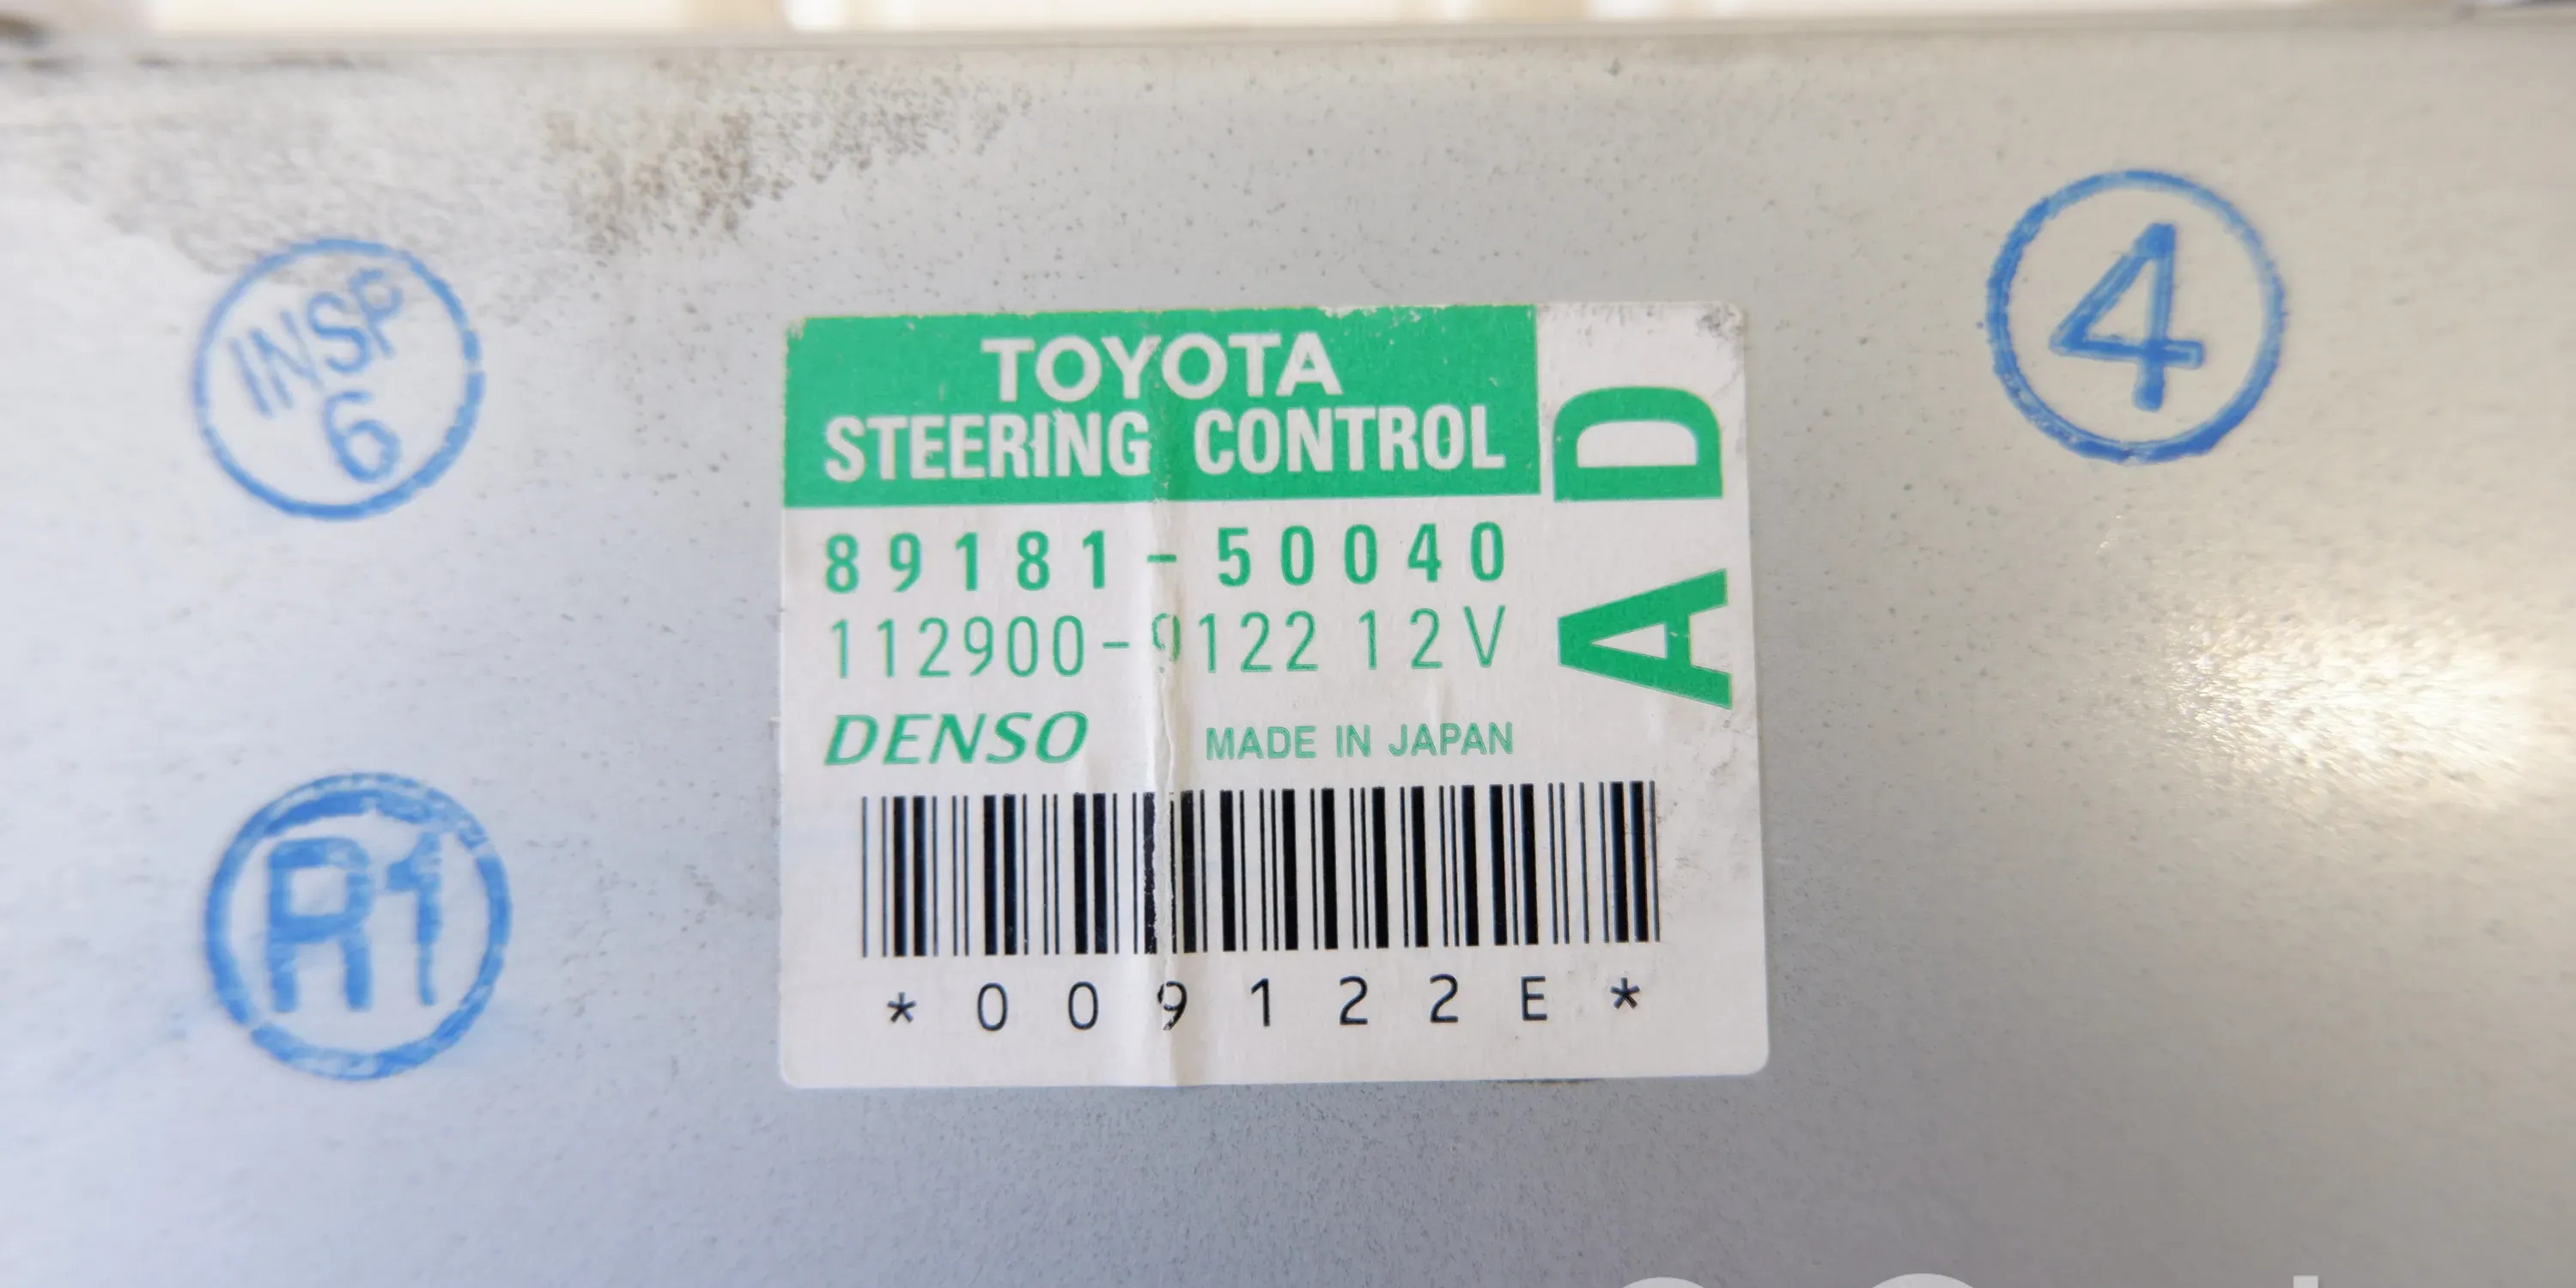 INSP
6
4
TOYOTA
STEERING CONTROL
AD
89181-50040
112900-9122 12V
DENSO MADE IN JAPAN
*009122E*
R1